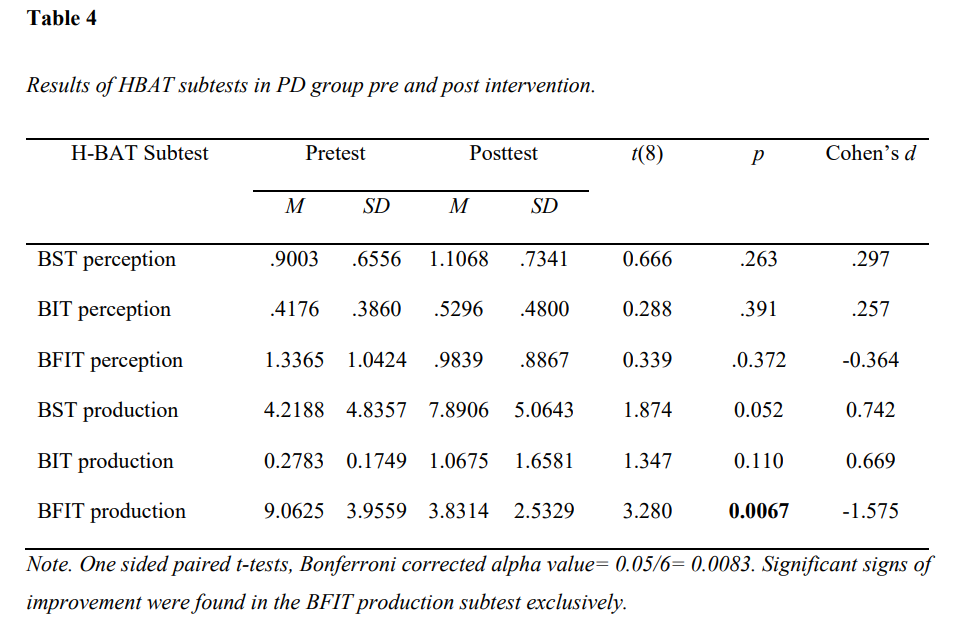 Table 4
Results of HBAT subtests in PD group pre and post intervention.
H-BAT Subtest Pretest Posttest t(8) p Cohen’s d
M SD M SD
BST perception .9003 .6556 1.1068 .7341 0.666 .263 .297
BIT perception .4176 .3860 .5296 .4800 0.288 .391 .257
BFIT perception 1.3365 1.0424 .9839 .8867 0.339 .0.372 -0.364
BST production 4.2188 4.8357 7.8906 5.0643 1.874 0.052 0.742
BIT production 0.2783 0.1749 1.0675 1.6581 1.347 0.110 0.669
BFIT production 9.0625 3.9559 3.8314 2.5329 3.280 0.0067 -1.575
Note. One sided paired t-tests, Bonferroni corrected alpha value= 0.05/6= 0.0083. Significant signs of
improvement were found in the BFIT production subtest exclusively.